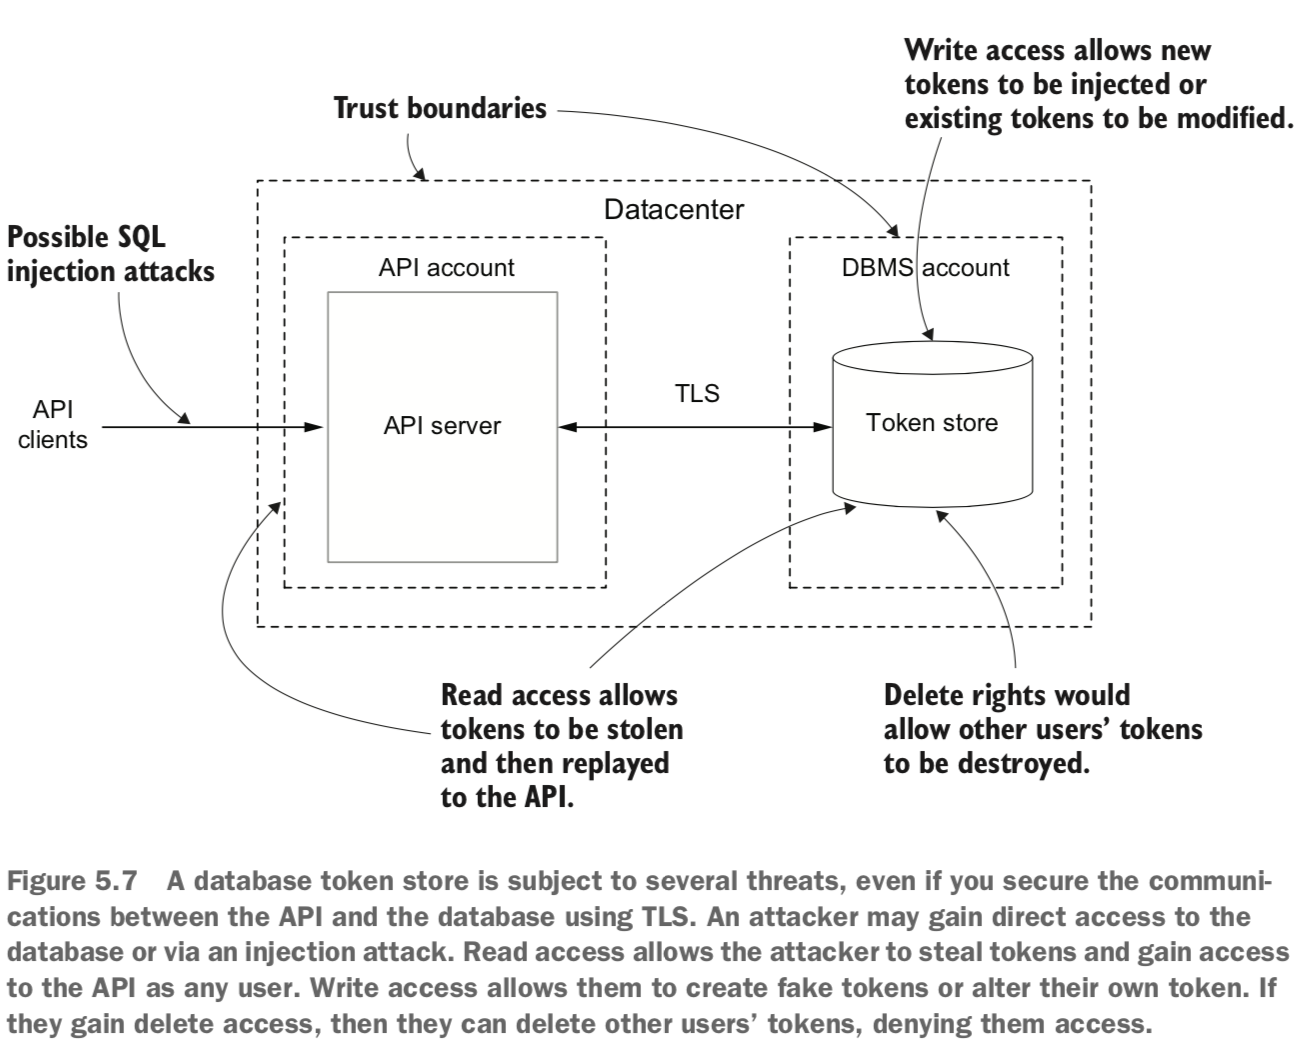 Write access allows new
tokens to be injected or
existing tokens to be modified.
Trust boundaries
Datacenter
Possible SQL
injection attacks
API account
DBMS account
API
clients
API server
TLS
Token store
Read access allows
tokens to be stolen
and then replayed
to the API.
Delete rights would
allow other users’ tokens
to be destroyed.
Figure 5.7 A database token store is subject to several threats, even if you secure the communi-
cations between the API and the database using TLS. An attacker may gain direct access to the
database or via an injection attack. Read access allows the attacker to steal tokens and gain access
to the API as any user. Write access allows them to create fake tokens or alter their own token. If
they gain delete access, then they can delete other users’ tokens, denying them access.